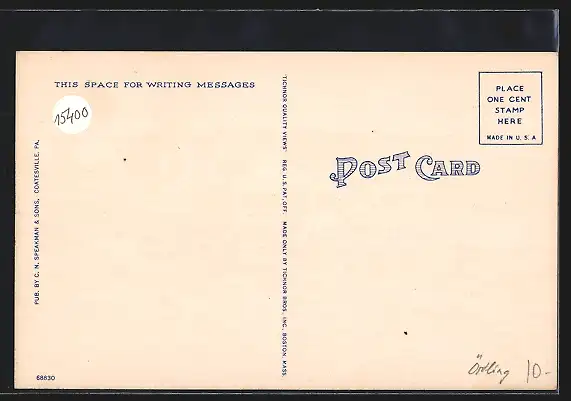 THIS SPACE FOR WRITING MESSAGES
15400
PUB. BY C. N. SPEAKMAN & SONS, COATESVILLE, PA.
68830
TICHNOR QUALITY VIEWS REG. U. S. PAT. OFF. MADE ONLY BY TICHNOR BROS., INC., BOSTON, MASS.
POST CARD
PLACE
ONE CENT
STAMP
HERE
MADE IN U. S. A
10-